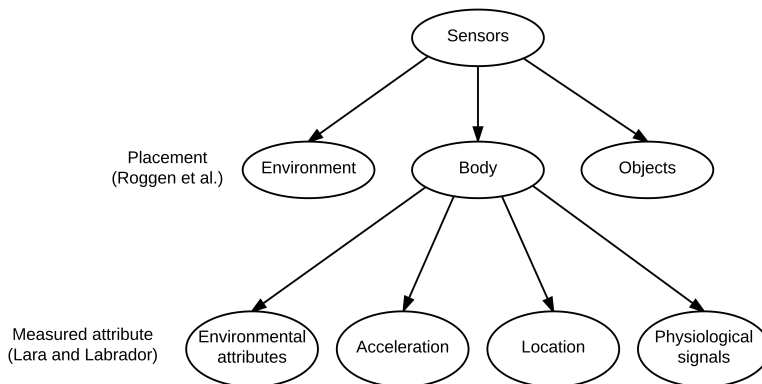 Sensors
Placement
(Roggen et al.)
Environment
Body
Objects
Measured attribute
(Lara and Labrador)
Environmental
attributes
Acceleration
Location
Physiological
signals